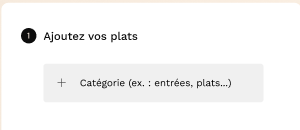 1 Ajoutez vos plats
+ Catégorie (ex. : entrées, plats...)